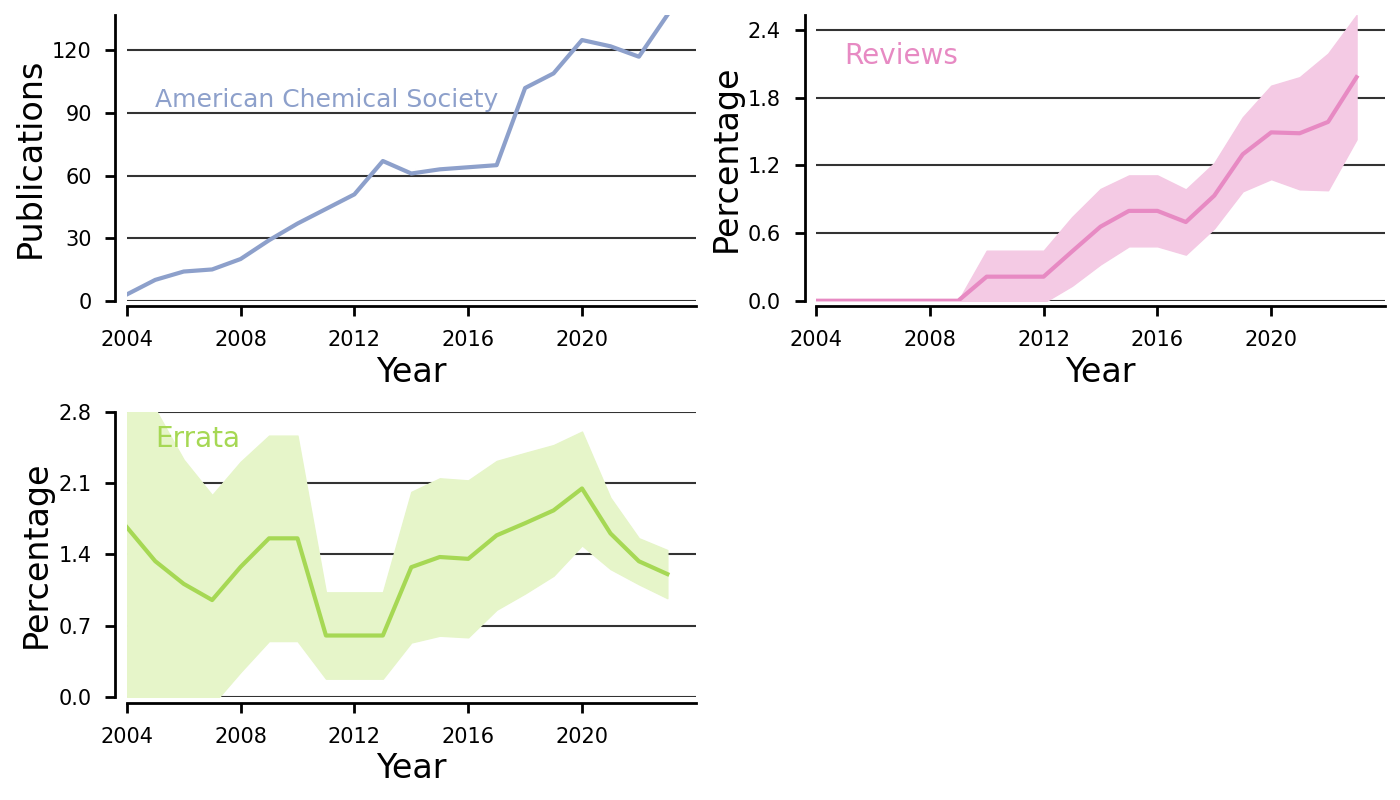 Publications
120
90
60
30
0
American Chemical Society
2004 2008 2012 2016 2020
Year
Percentage
2.4
1.8
1.2
0.6
0.0
Reviews
2004 2008 2012 2016 2020
Year
Percentage
2.8
2.1
1.4
0.7
0.0
Errata
2004 2008 2012 2016 2020
Year